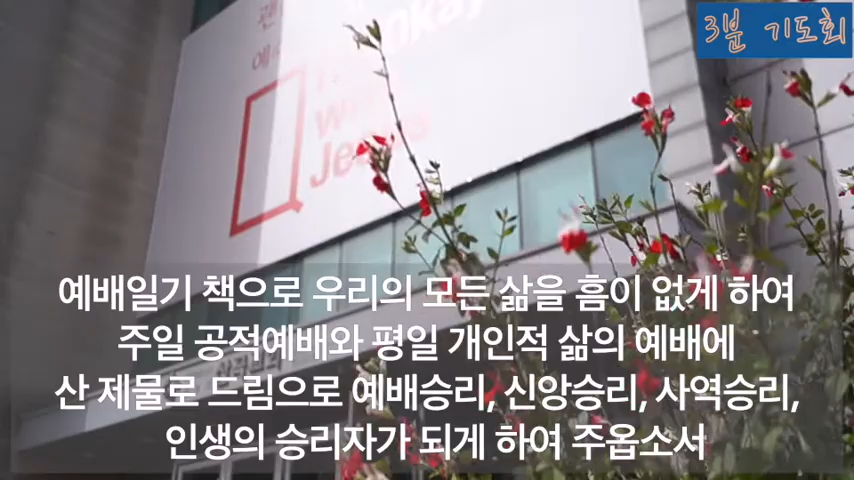 3분 기도회
Okay
Jesus
예배일기 책으로 우리의 모든 삶을 흠이 없게 하여
주일 공적예배와 평일 개인적 삶의 예배에
산 제물로 드림으로 예배승리, 신앙승리, 사역승리,
인생의 승리자가 되게 하여 주옵소서